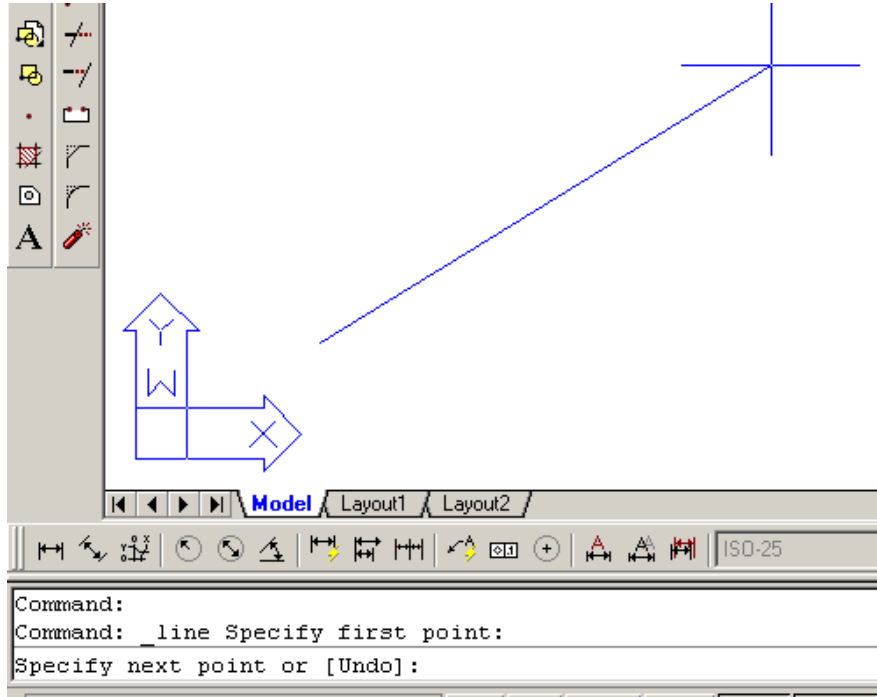 A
Y
W
X
Model Layout1 Layout2
ISO-25
Command:
Command: _line Specify first point:
Specify next point or [Undo]: